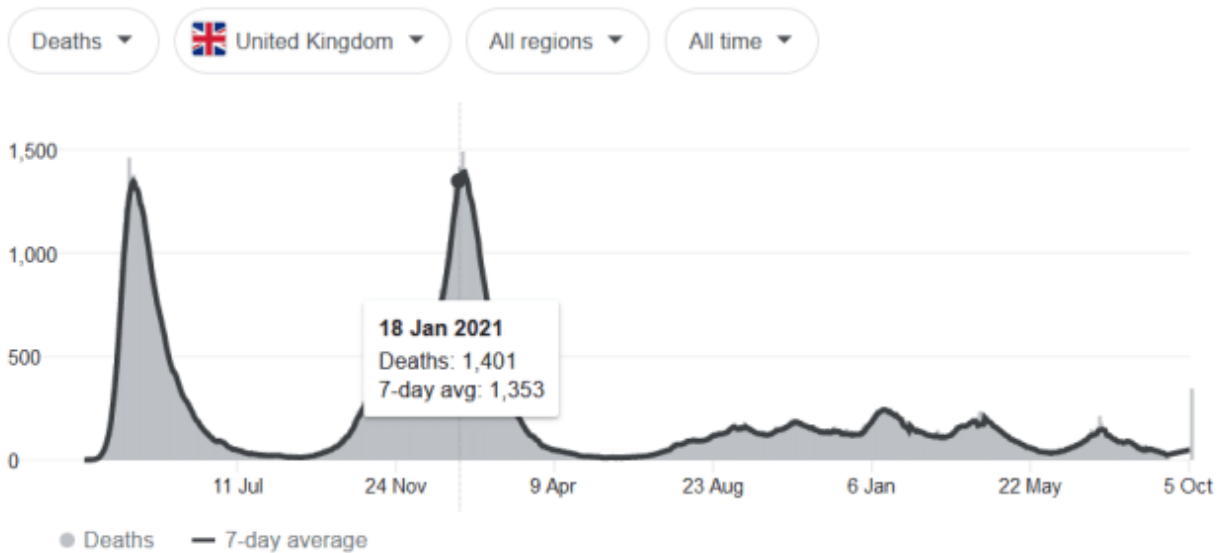 Deaths United Kingdom All regions All time
1,500
1,000
500
0
18 Jan 2021
Deaths: 1,401
7-day avg: 1,353
11 Jul 24 Nov 9 Apr 23 Aug 6 Jan 22 May 5 Oct
Deaths 7-day average